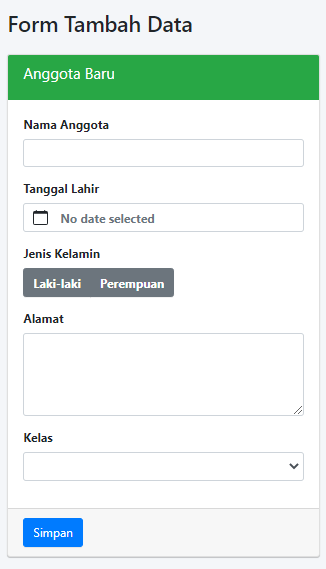 Form Tambah Data
Anggota Baru
Nama Anggota
Tanggal Lahir
No date selected
Jenis Kelamin
Laki-laki Perempuan
Alamat
Kelas
Simpan